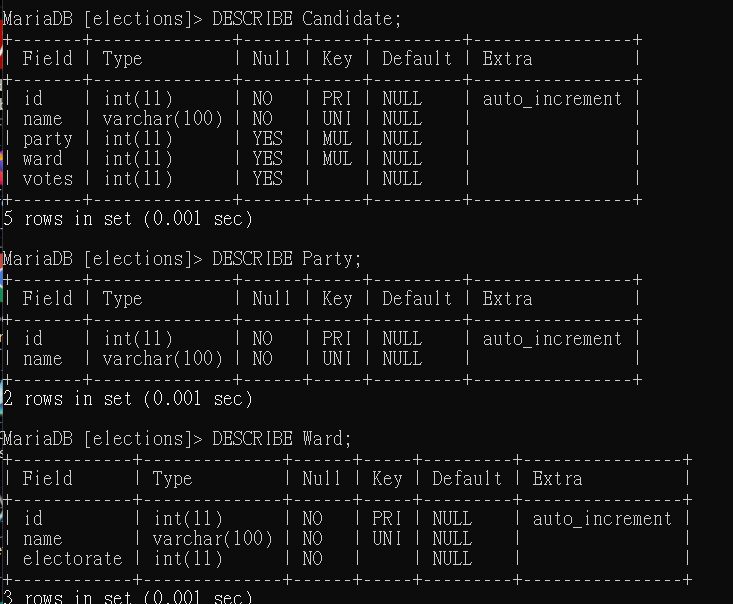 MariaDB [elections]> DESCRIBE Candidate;
+-------+--------------+------+-----+---------+----------------+
| Field | Type         | Null | Key | Default | Extra          |
+-------+--------------+------+-----+---------+----------------+
| id    | int(11)      | NO   | PRI | NULL    | auto_increment |
| name  | varchar(100) | NO   | UNI | NULL    |                |
| party | int(11)      | YES  | MUL | NULL    |                |
| ward  | int(11)      | YES  | MUL | NULL    |                |
| votes | int(11)      | YES  |     | NULL    |                |
+-------+--------------+------+-----+---------+----------------+
5 rows in set (0.001 sec)
MariaDB [elections]> DESCRIBE Party;
+-------+--------------+------+-----+---------+----------------+
| Field | Type         | Null | Key | Default | Extra          |
+-------+--------------+------+-----+---------+----------------+
| id    | int(11)      | NO   | PRI | NULL    | auto_increment |
| name  | varchar(100) | NO   | UNI | NULL    |                |
+-------+--------------+------+-----+---------+----------------+
2 rows in set (0.001 sec)
MariaDB [elections]> DESCRIBE Ward;
+------------+--------------+------+-----+---------+----------------+
| Field      | Type         | Null | Key | Default | Extra          |
+------------+--------------+------+-----+---------+----------------+
| id         | int(11)      | NO   | PRI | NULL    | auto_increment |
| name       | varchar(100) | NO   | UNI | NULL    |                |
| electorate | int(11)      | NO   |     | NULL    |                |
+------------+--------------+------+-----+---------+----------------+
3 rows in set (0.001 sec)